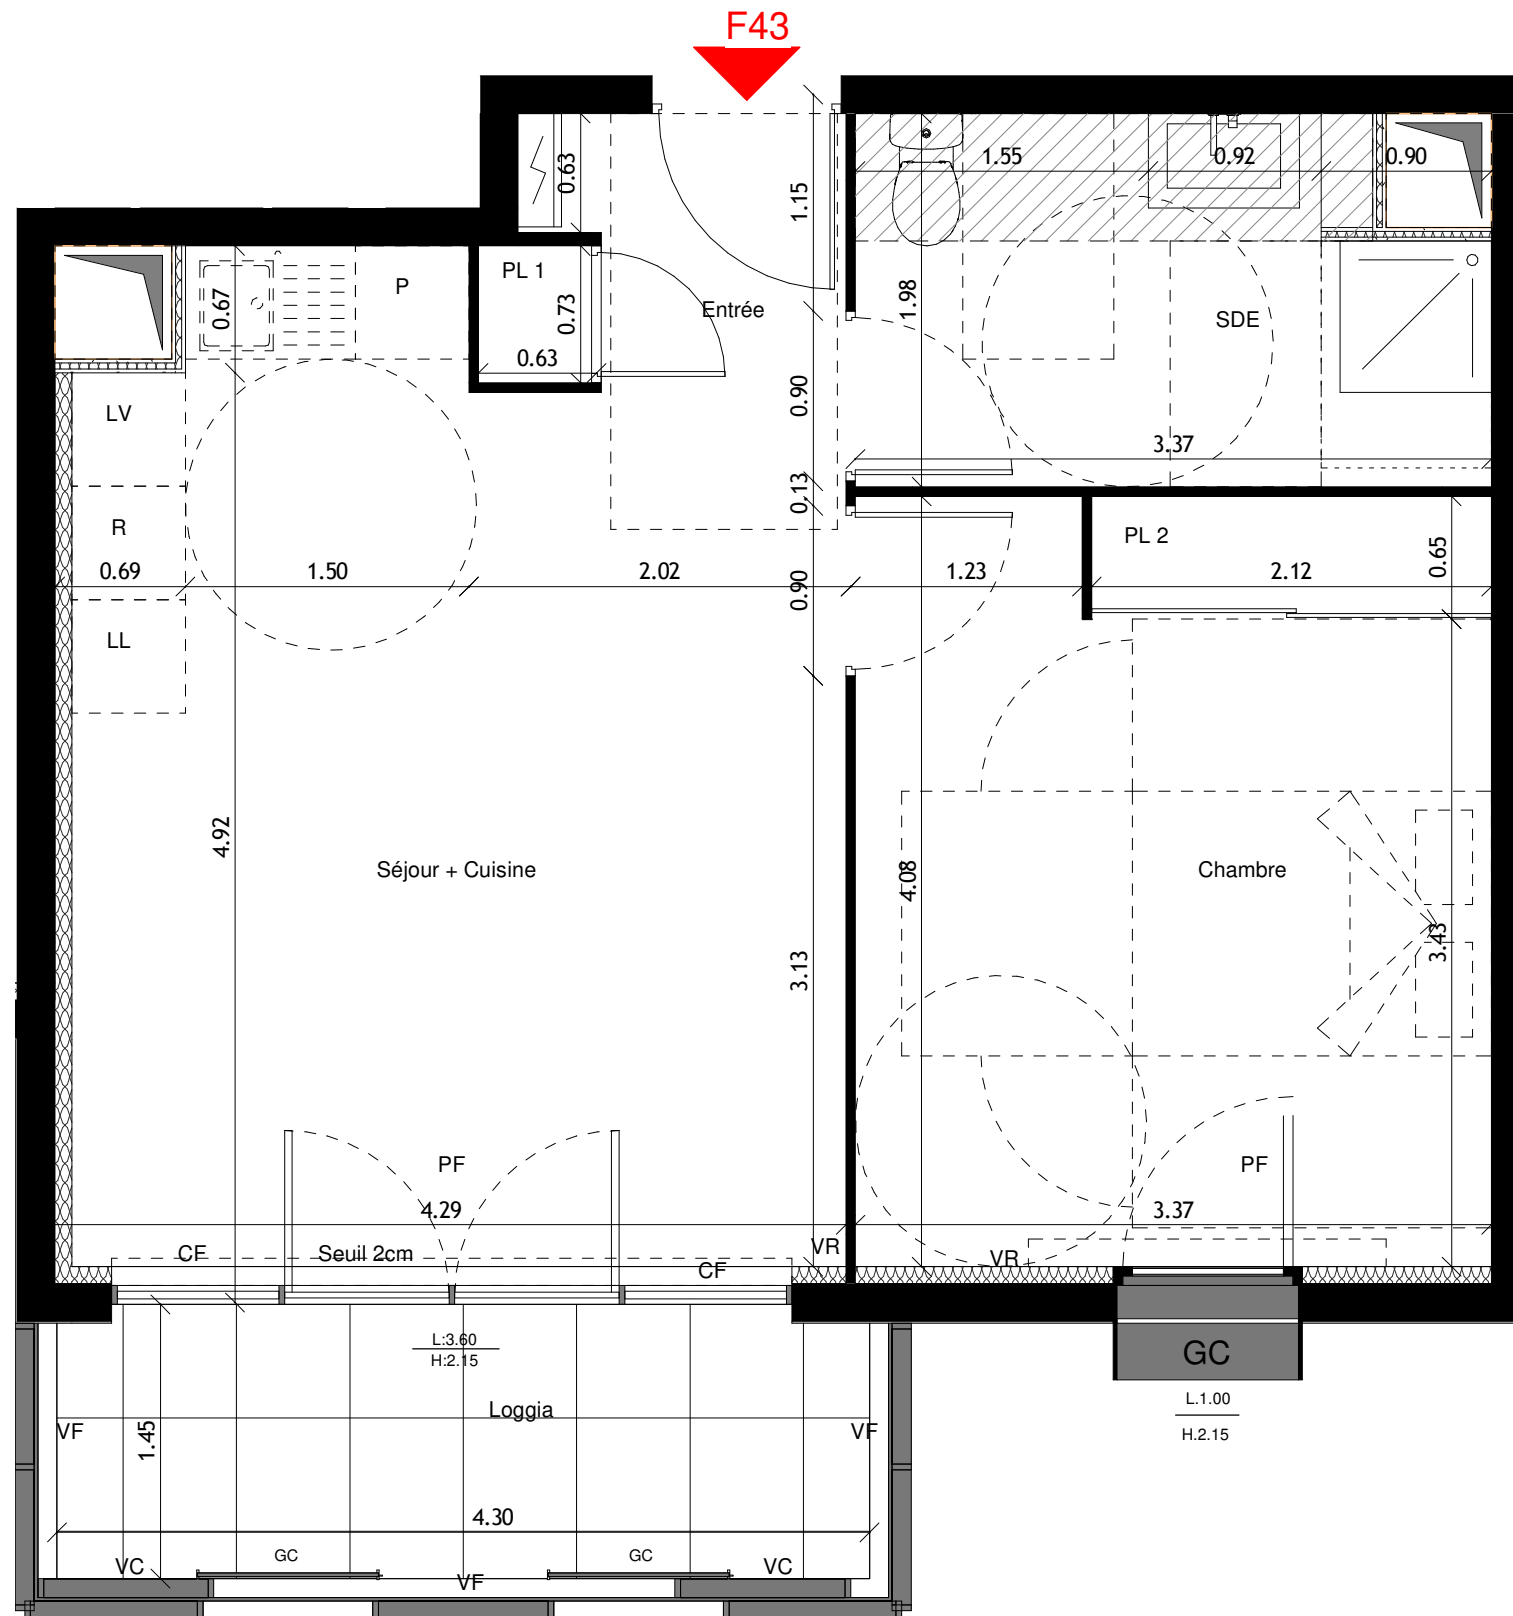 F43
0.63
1.15
1.55
0.92
0.90
PL 1
0.73
0.63
Entrée
0.67
P
1.98
SDE
LV
0.90
3.37
0.13
R
PL 2
0.65
0.69
1.50
2.02
0.90
1.23
2.12
LL
4.92
Séjour + Cuisine
4.08
Chambre
3.43
3.13
PF
PF
4.29
3.37
CF
Seuil 2cm
CF
VR
VR
L:3.60
H:2.15
GC
L.1.00
H.2.15
Loggia
VF
1.45
VF
4.30
VC
GC
VF
GC
VC